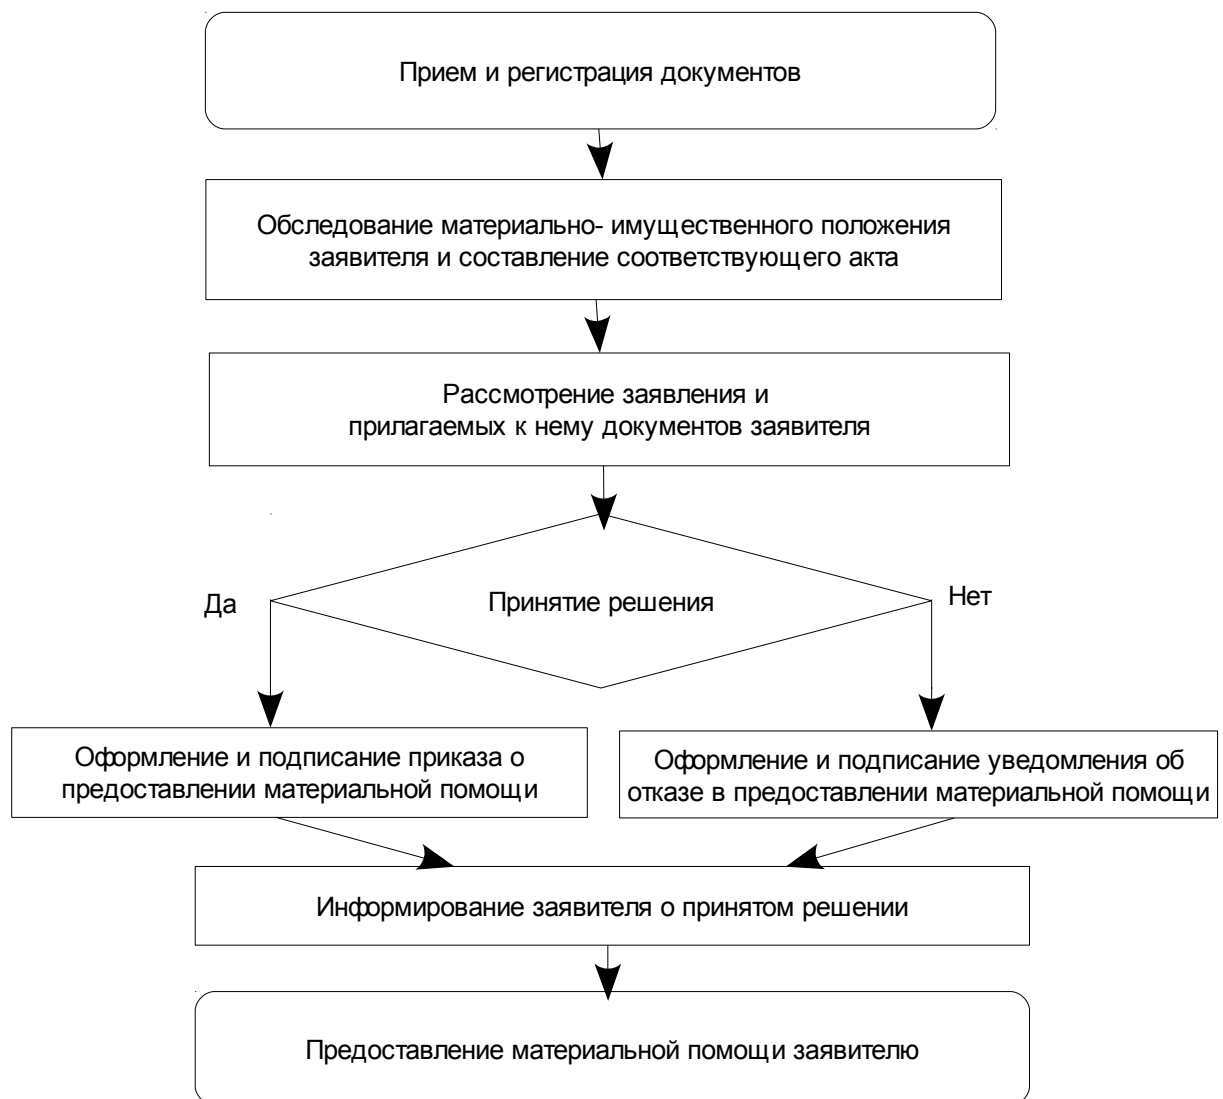 Прием и регистрация документов
Обследование материально- имущественного положения
заявителя и составление соответствующего акта
Рассмотрение заявления и
прилагаемых к нему документов заявителя
Да
Принятие решения
Нет
Оформление и подписание приказа о
предоставлении материальной помощи
Оформление и подписание уведомления об
отказе в предоставлении материальной помощи
Информирование заявителя о принятом решении
Предоставление материальной помощи заявителю